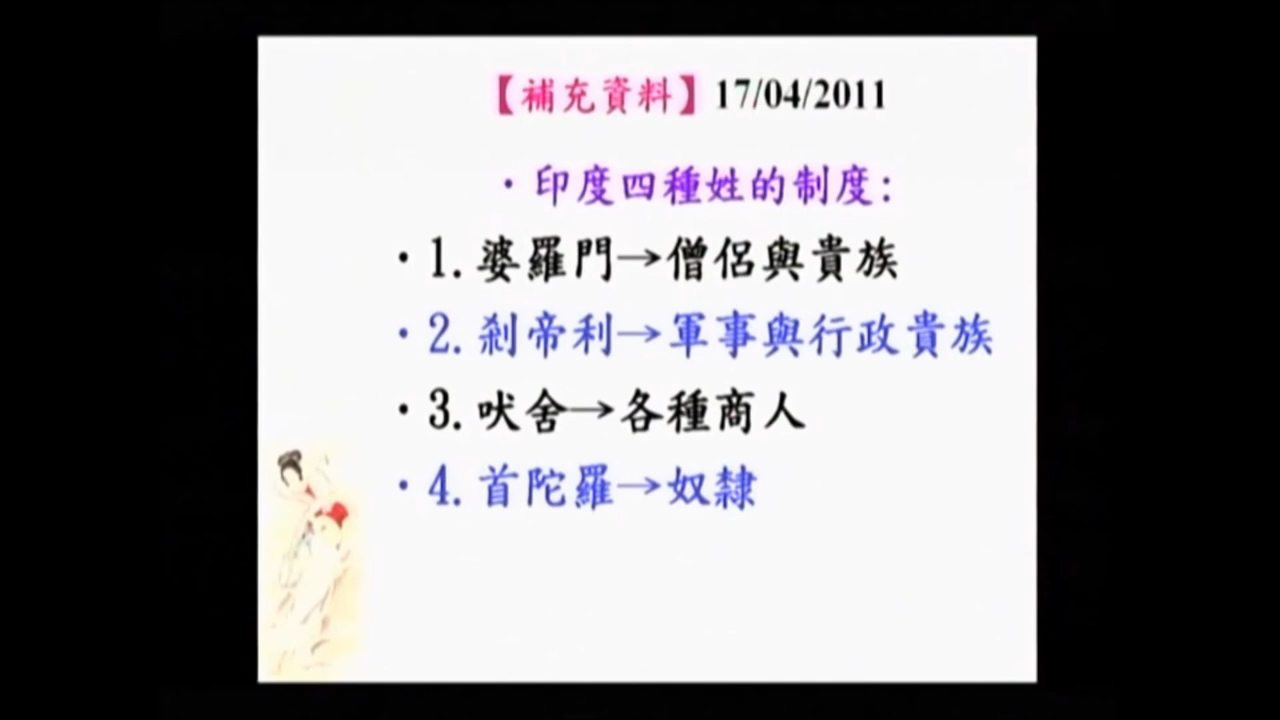 【補充資料】17/04/2011
・印度四種姓的制度:
・1.婆羅門→僧侶與貴族
・2.剎帝利→軍事與行政貴族
・3.吠舍→各種商人
・4.首陀羅→奴隸